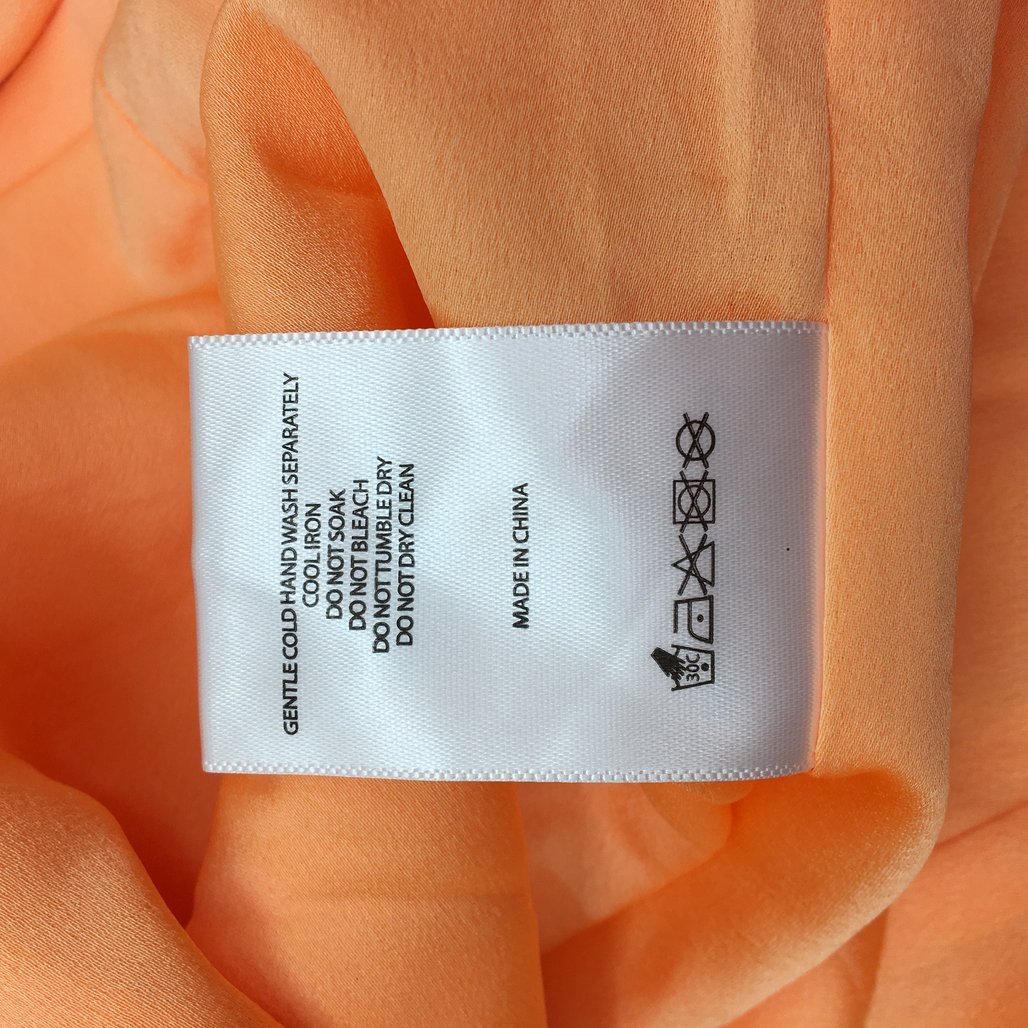 GENTLE COLD HAND WASH SEPARATELY
COOL IRON
DO NOT SOAK
DO NOT BLEACH
DO NOT TUMBLE DRY
DO NOT DRY CLEAN
MADE IN CHINA
30C